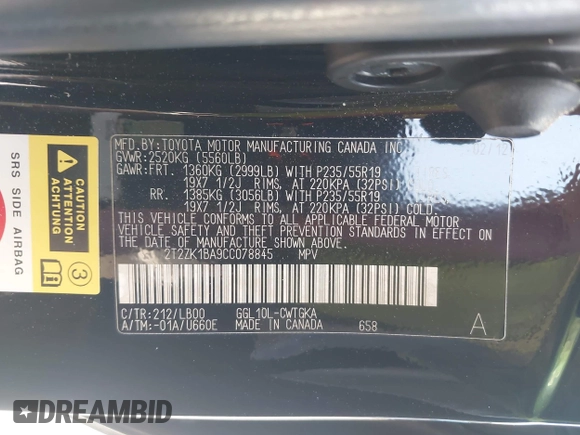 MFD.BY:TOYOTA MOTOR MANUFACTURING CANADA INC.
GVWR:2520KG (5560LB)
GAWR:FRT. 1360KG (2999LB) WITH P235/55R19
19X7 1/2J RIMS, AT 220KPA (32PSI)
RR. 1385KG (3056LB) WITH P235/55R19
19X7 1/2J RIMS, AT 220KPA (32PSI) COLD
THIS VEHICLE CONFORMS TO ALL APPLICABLE FEDERAL MOTOR
VEHICLE SAFETY AND THEFT PREVENTION STANDARDS IN EFFECT ON
THE DATE OF MANUFACTURE SHOWN ABOVE.
2T2ZK1BA9CC078845 MPV
C/TR:212/LB00 GGL10L-CWTGKA
A/TM:-01A/U660E MADE IN CANADA 658 A
SRS SIDE AIRBAG
CAUTION
ATTENTION
3
DREAMBID